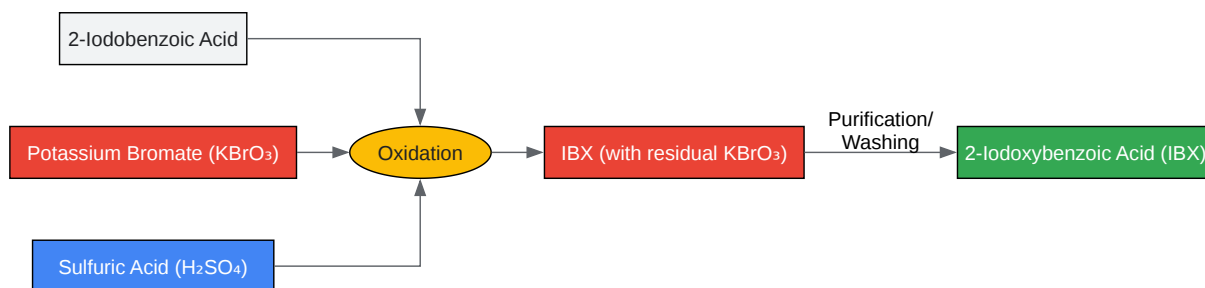 2-Iodobenzoic Acid
Potassium Bromate (KBrO₃)
Oxidation
IBX (with residual KBrO₃)
Purification/
Washing
2-Iodoxybenzoic Acid (IBX)
Sulfuric Acid (H₂SO₄)